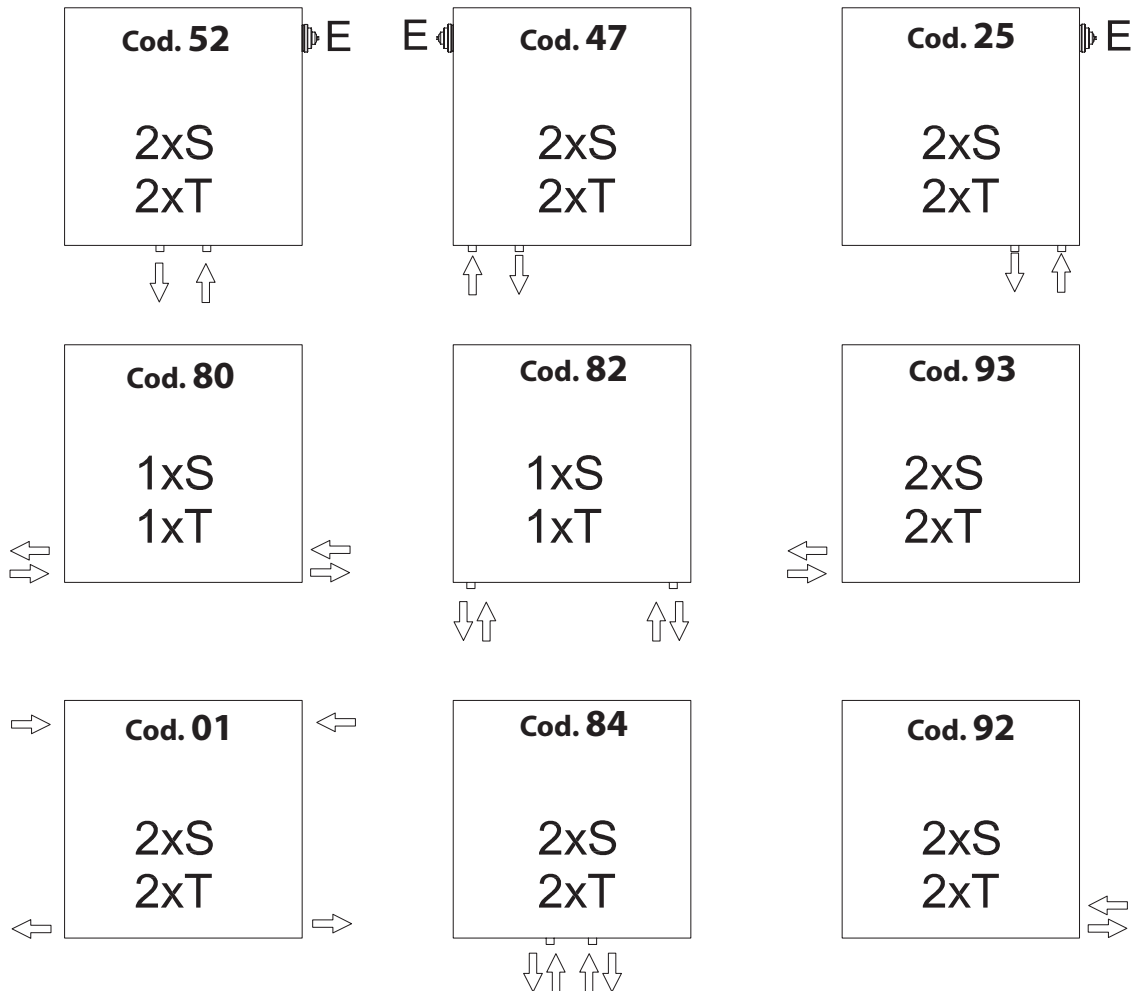 Cod. 52
E
2xS
2xT
E
Cod. 47
2xS
2xT
Cod. 25
E
2xS
2xT
Cod. 80
1xS
1xT
Cod. 82
1xS
1xT
Cod. 93
2xS
2xT
Cod. 01
2xS
2xT
Cod. 84
2xS
2xT
Cod. 92
2xS
2xT